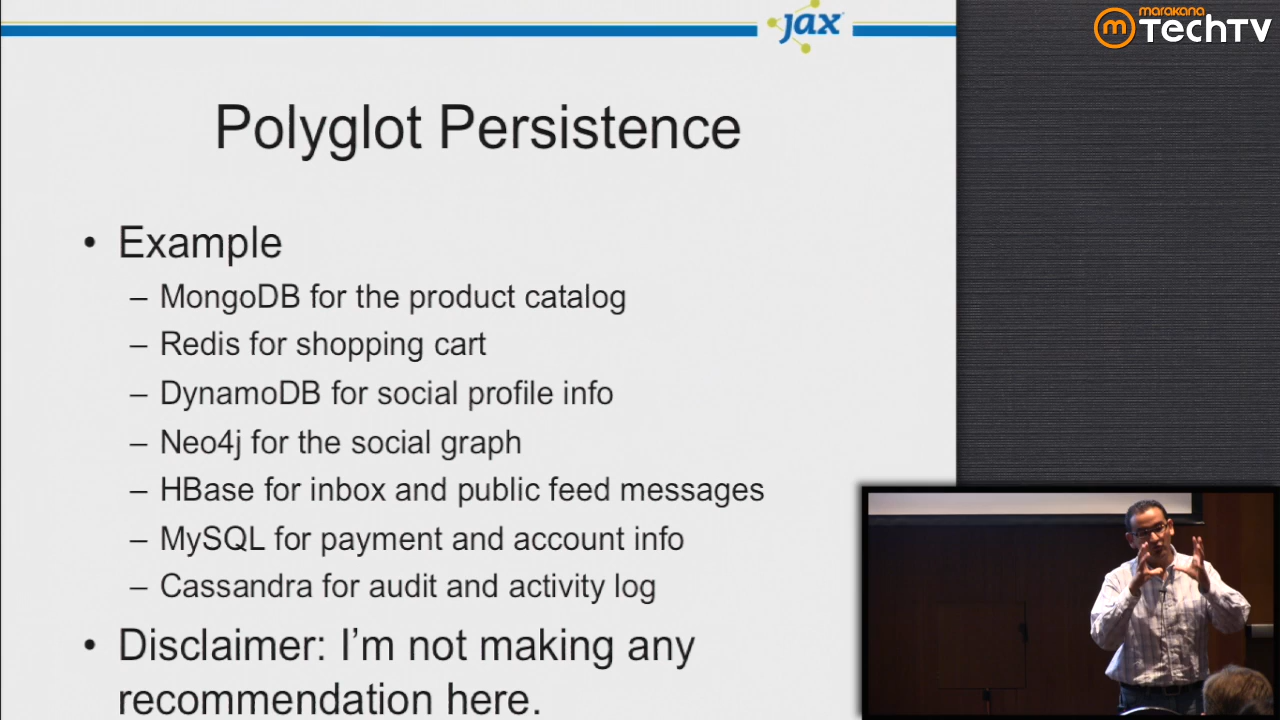 jax
marakana
m TechTV
Polyglot Persistence
• Example
– MongoDB for the product catalog
– Redis for shopping cart
– DynamoDB for social profile info
– Neo4j for the social graph
– HBase for inbox and public feed messages
– MySQL for payment and account info
– Cassandra for audit and activity log
• Disclaimer: I’m not making any
recommendation here.